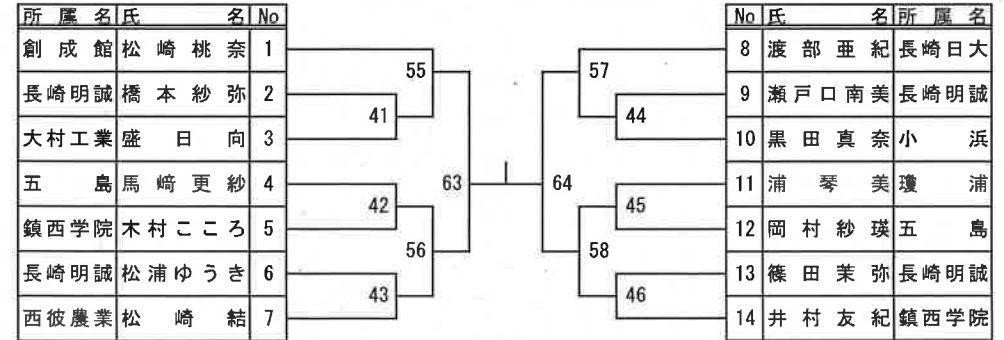 所属名 氏名 No No 氏名 所属名
創成館 松崎桃奈 1 8 渡部亜紀 長崎日大
55 57
長崎明誠 橋本紗弥 2 9 瀬戸口南美 長崎明誠
41 44
大村工業 盛日向 3 10 黒田真奈 小浜
五島 馬﨑更紗 4 63 64 11 浦琴美 瓊浦
42 45
鎮西学院 木村こころ 5 12 岡村紗瑛 五島
56 58
長崎明誠 松浦ゆうき 6 13 篠田茉弥 長崎明誠
43 46
西彼農業 松崎結 7 14 井村友紀 鎮西学院